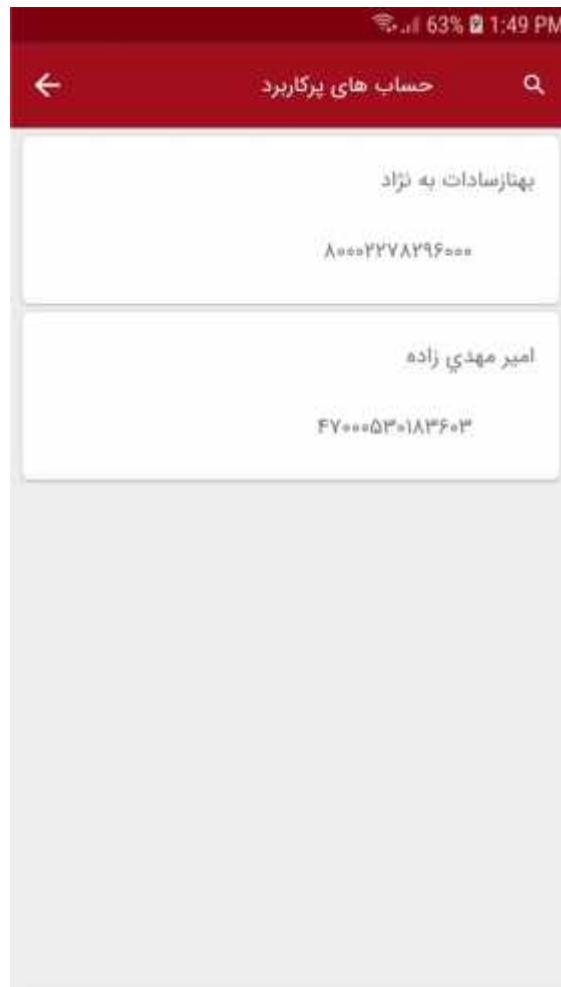 63% 1:49 PM
حساب های پرکاربرد
بهنازسادات به نژاد
۸۰۰۰۲۲۷۸۲۹۶۰۰۰
امیر مهدي زاده
۴۷۰۰۰۵۳۰۱۸۳۶۰۳